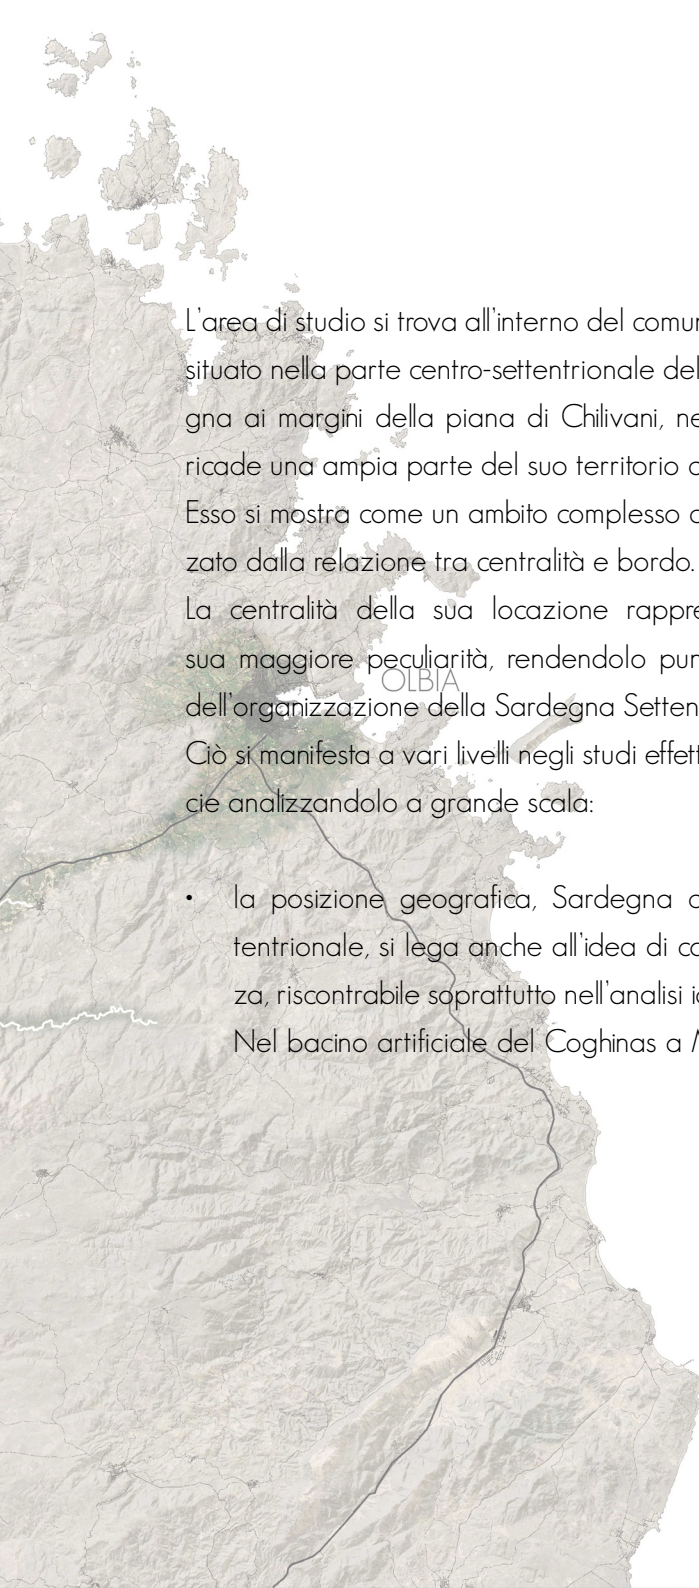 L'area di studio si trova all'interno del comu
situato nella parte centro-settentrionale del
gna ai margini della piana di Chilivani, ne
ricade una ampia parte del suo territorio
Esso si mostra come un ambito complesso
zato dalla relazione tra centralità e bordo.
La centralità della sua locazione rappre
sua maggiore peculiarità, rendendolo pun
OLBIA
dell'organizzazione della Sardegna Setten
Ciò si manifesta a vari livelli negli studi effett
cie analizzandolo a grande scala:
• la posizione geografica, Sardegna
tentrionale, si lega anche all'idea di
za, riscontrabile soprattutto nell'analisi
Nel bacino artificiale del Coghinas a